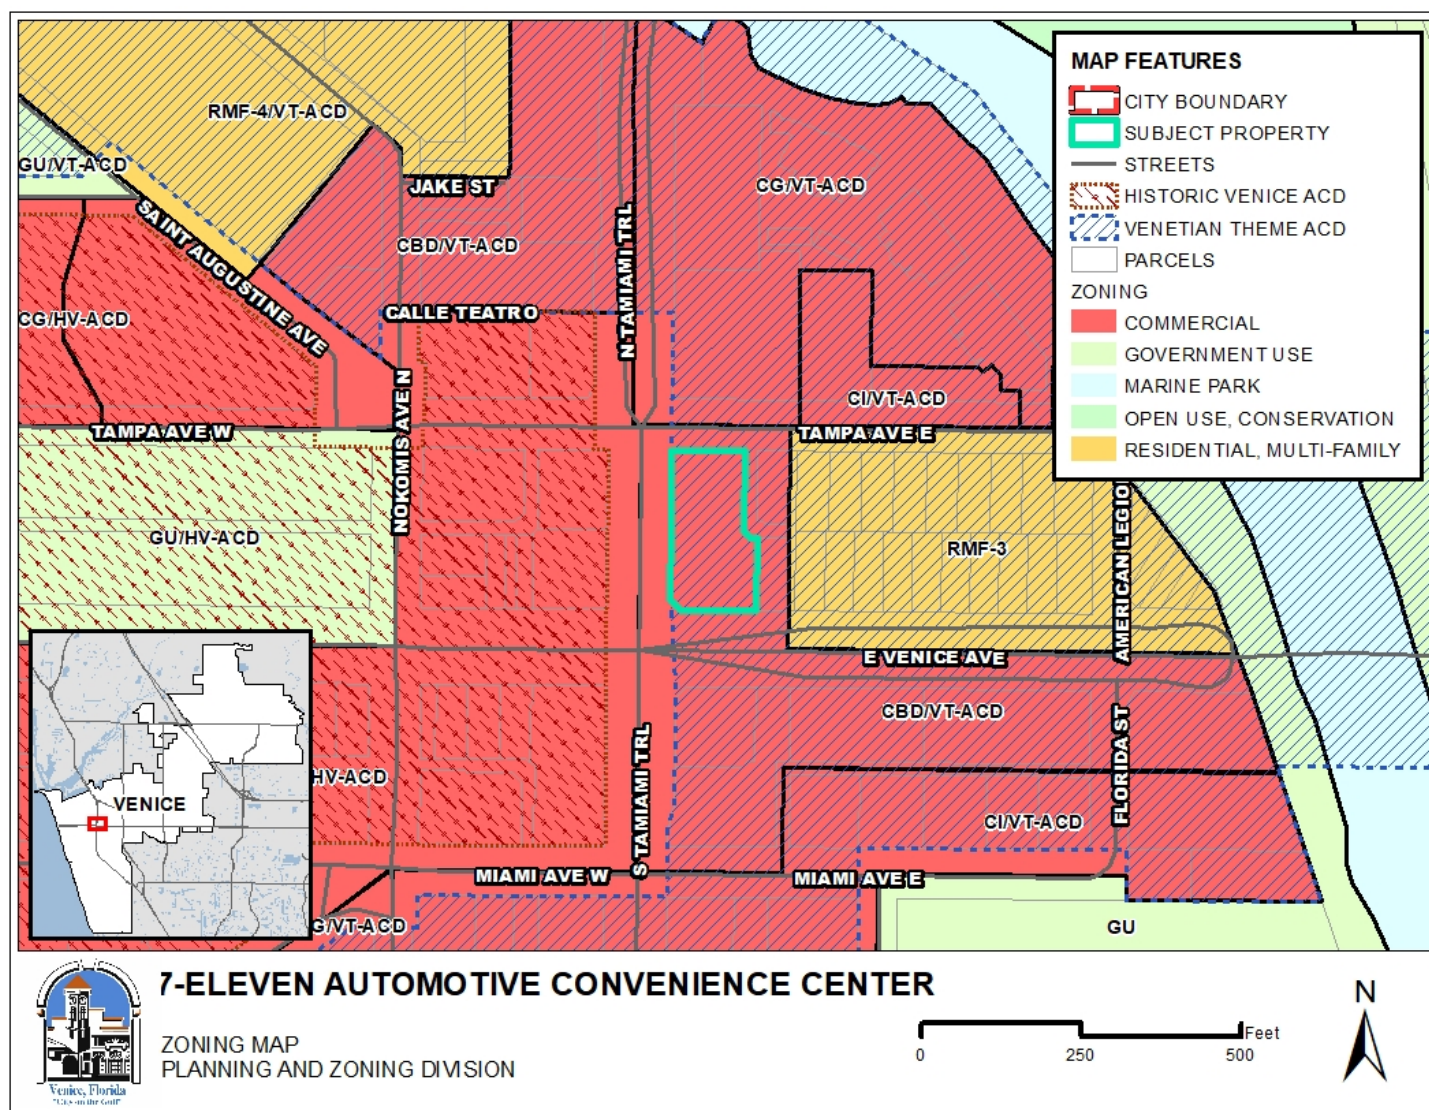 MAP FEATURES
CITY BOUNDARY
SUBJECT PROPERTY
STREETS
HISTORIC VENICE ACD
VENETIAN THEME ACD
PARCELS
ZONING
COMMERCIAL
GOVERNMENT USE
MARINE PARK
OPEN USE, CONSERVATION
RESIDENTIAL, MULTI-FAMILY
RMF-4/VT-ACD
GU/VT-ACD
JAKE ST
CG/VT-ACD
SAINT AUGUSTINE AVE
CBD/VT-ACD
N TAMIAMI TRL
CALLE TEATRO
CG/HV-ACD
CI/VT-ACD
TAMPA AVE W
TAMPA AVE E
NOKOMIS AVE N
GU/HV-ACD
RMF-3
AMERICAN LEGIO
E VENICE AVE
CBD/VT-ACD
FLORIDA ST
S TAMIAMI TRL
HV-ACD
VENICE
CI/VT-ACD
MIAMI AVE W
MIAMI AVE E
G/VT-ACD
GU
7-ELEVEN AUTOMOTIVE CONVENIENCE CENTER
ZONING MAP
PLANNING AND ZONING DIVISION
Venice, Florida
"City on the Gulf"
0 250 500 Feet
N